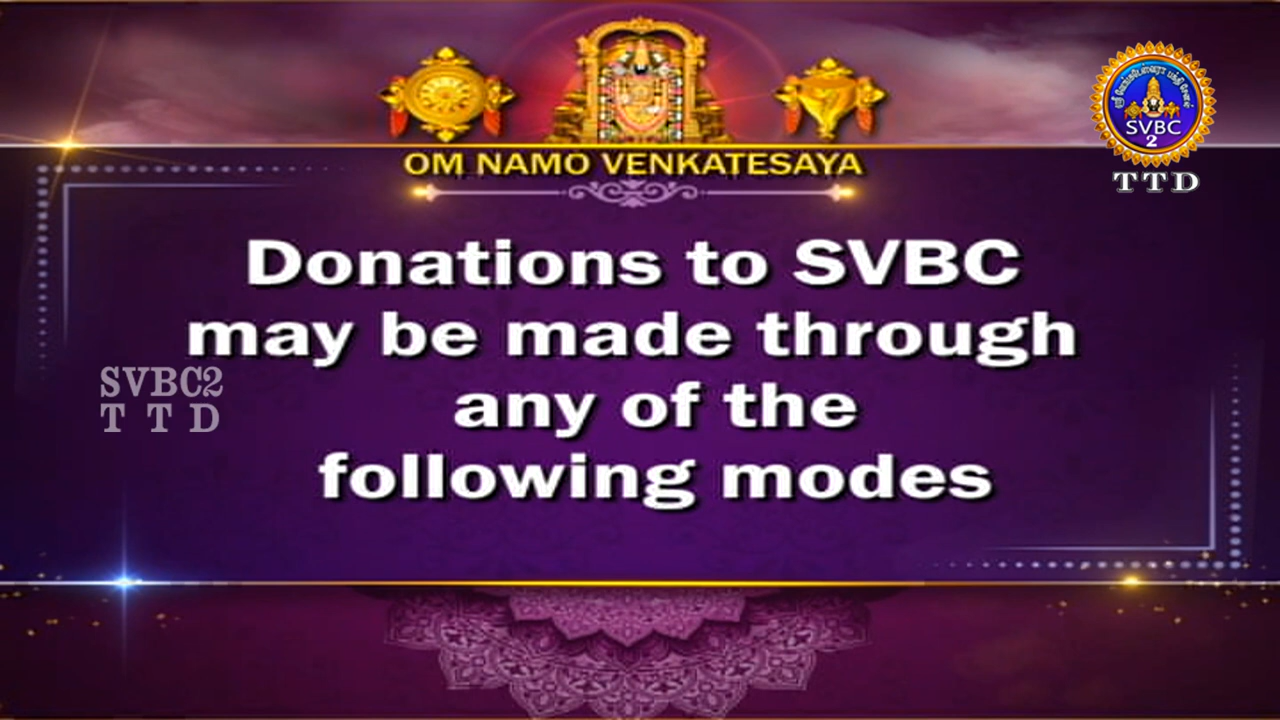 OM NAMO VENKATESAYA
SVBC
2
TTD
Donations to SVBC
may be made through
any of the
following modes
SVBC2
TTD